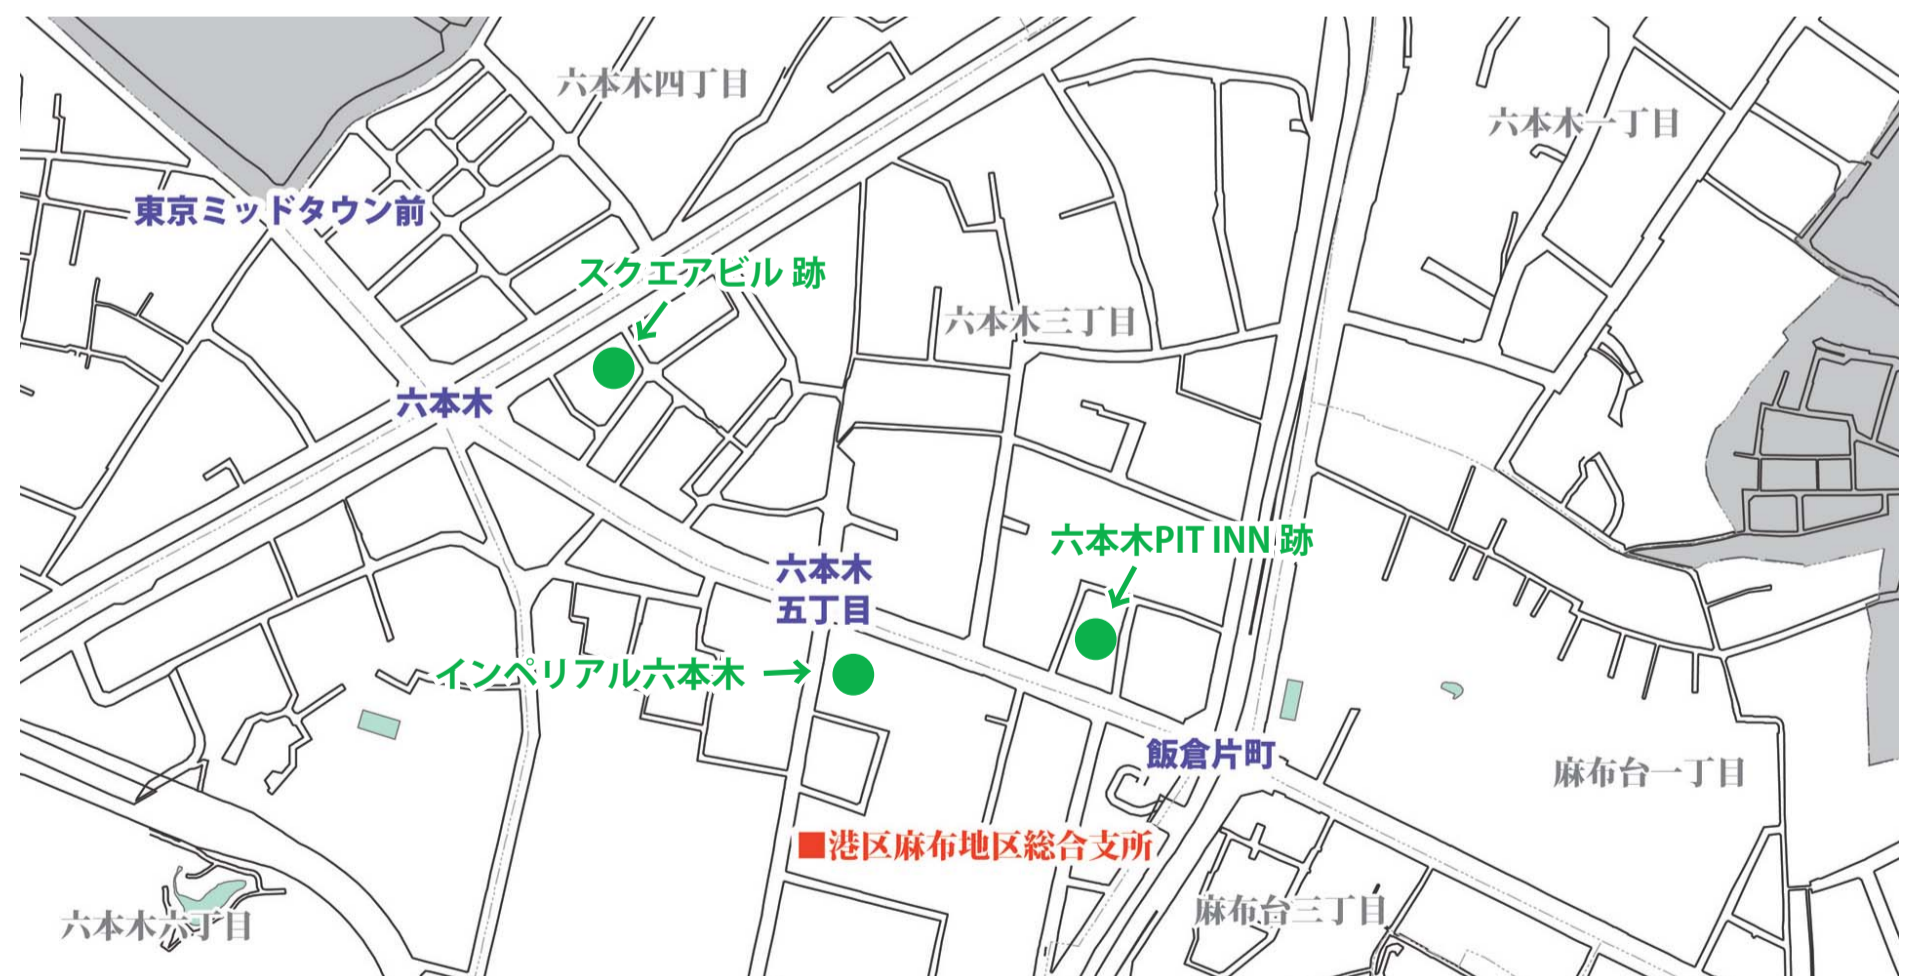 六本木四丁目
六本木一丁目
東京ミッドタウン前
スクエアビル 跡
六本木三丁目
六本木
六本木PIT INN 跡
六本木
五丁目
インペリアル六本木 →
飯倉片町
麻布台一丁目
■港区麻布地区総合支所
麻布台三丁目
六本木六丁目